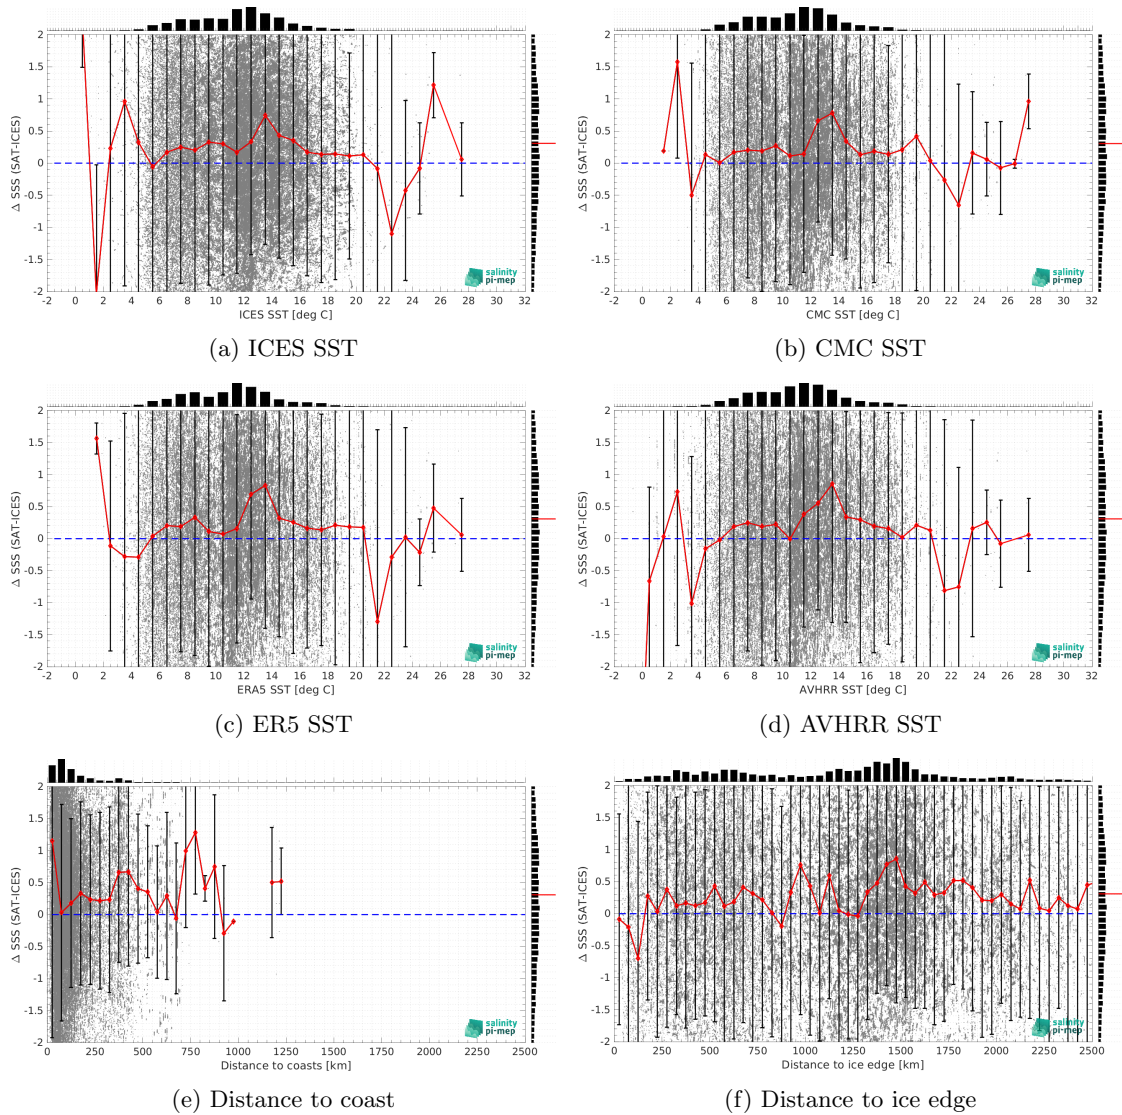 2
1.5
1
0.5
0
-0.5
-1
-1.5
-2
Δ SSS (SAT-ICES)
-2 0 2 4 6 8 10 12 14 16 18 20 22 24 26 28 30 32
ICES SST [deg C]
salinity
pi-mep
(a) ICES SST
2
1.5
1
0.5
0
-0.5
-1
-1.5
-2
Δ SSS (SAT-ICES)
-2 0 2 4 6 8 10 12 14 16 18 20 22 24 26 28 30 32
CMC SST [deg C]
salinity
pi-mep
(b) CMC SST
2
1.5
1
0.5
0
-0.5
-1
-1.5
-2
Δ SSS (SAT-ICES)
-2 0 2 4 6 8 10 12 14 16 18 20 22 24 26 28 30 32
ERA5 SST [deg C]
salinity
pi-mep
(c) ER5 SST
2
1.5
1
0.5
0
-0.5
-1
-1.5
-2
Δ SSS (SAT-ICES)
-2 0 2 4 6 8 10 12 14 16 18 20 22 24 26 28 30 32
AVHRR SST [deg C]
salinity
pi-mep
(d) AVHRR SST
2
1.5
1
0.5
0
-0.5
-1
-1.5
-2
Δ SSS (SAT-ICES)
0 250 500 750 1000 1250 1500 1750 2000 2250 2500
Distance to coasts [km]
salinity
pi-mep
(e) Distance to coast
2
1.5
1
0.5
0
-0.5
-1
-1.5
-2
Δ SSS (SAT-ICES)
0 250 500 750 1000 1250 1500 1750 2000 2250 2500
Distance to ice edge [km]
salinity
pi-mep
(f) Distance to ice edge